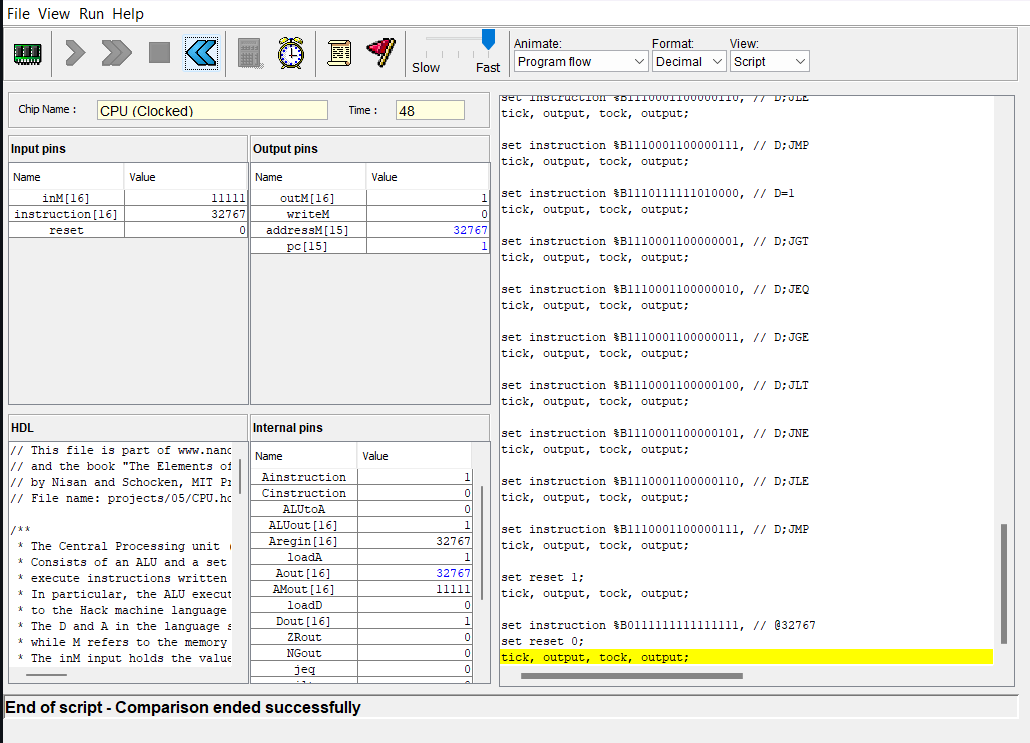 File View Run Help
Slow Fast
Animate:
Program flow
Format:
Decimal
View:
Script
Chip Name :
CPU (Clocked)
Time :
48
Input pins
Name Value
inM[16] 11111
instruction[16] 32767
reset 0
Output pins
Name Value
outM[16] 1
writeM 0
addressM[15] 32767
pc[15] 1
HDL
// This file is part of www.nand
// and the book "The Elements of
// by Nisan and Schocken, MIT Pr
// File name: projects/05/CPU.hd
/**
* The Central Processing unit (
* Consists of an ALU and a set
* execute instructions written
* In particular, the ALU execut
* to the Hack machine language
* The D and A in the language s
* while M refers to the memory
* The inM input holds the value
Internal pins
Name Value
Ainstruction 1
Cinstruction 0
ALUtoA 0
ALUout[16] 1
Aregin[16] 32767
loadA 1
Aout[16] 32767
AMout[16] 11111
loadD 0
Dout[16] 1
ZRout 0
NGout 0
jeq 0
set instruction %B1110001100000110, // D;JLE
tick, output, tock, output;
set instruction %B1110001100000111, // D;JMP
tick, output, tock, output;
set instruction %B1110111111010000, // D=1
tick, output, tock, output;
set instruction %B1110001100000001, // D;JGT
tick, output, tock, output;
set instruction %B1110001100000010, // D;JEQ
tick, output, tock, output;
set instruction %B1110001100000011, // D;JGE
tick, output, tock, output;
set instruction %B1110001100000100, // D;JLT
tick, output, tock, output;
set instruction %B1110001100000101, // D;JNE
tick, output, tock, output;
set instruction %B1110001100000110, // D;JLE
tick, output, tock, output;
set instruction %B1110001100000111, // D;JMP
tick, output, tock, output;
set reset 1;
tick, output, tock, output;
set instruction %B0111111111111111, // @32767
set reset 0;
tick, output, tock, output;
End of script - Comparison ended successfully